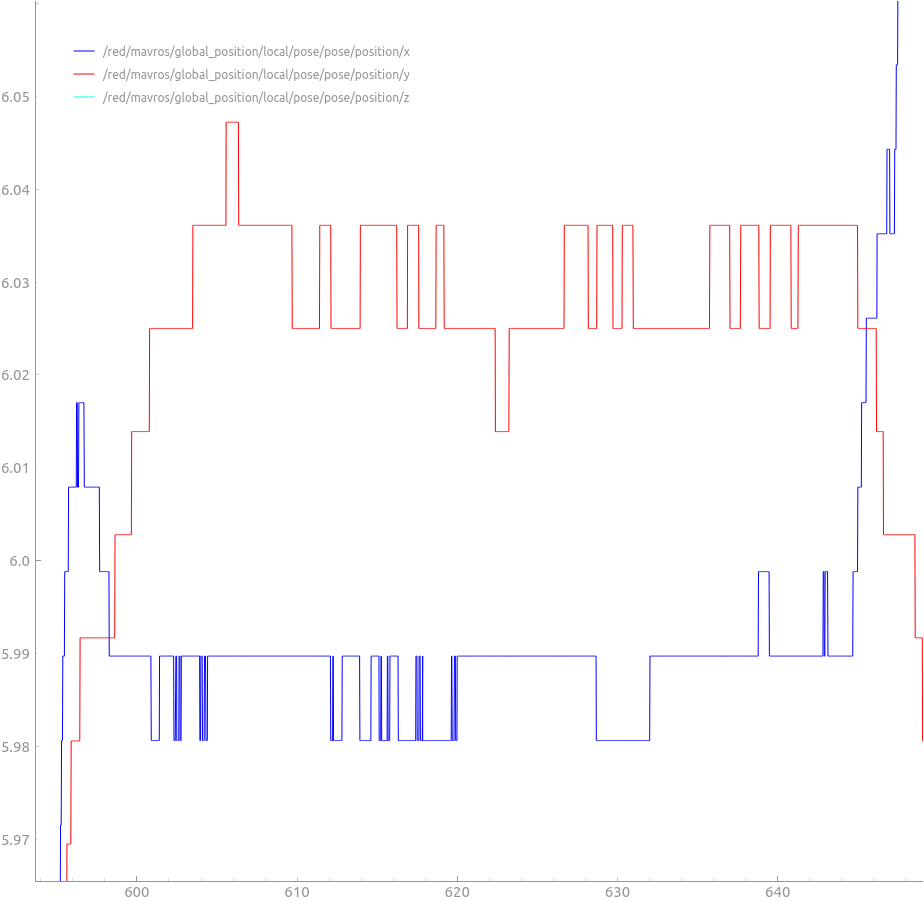 /red/mavros/global_position/local/pose/pose/position/x
/red/mavros/global_position/local/pose/pose/position/y
/red/mavros/global_position/local/pose/pose/position/z
6.05
6.04
6.03
6.02
6.01
6.0
5.99
5.98
5.97
600 610 620 630 640